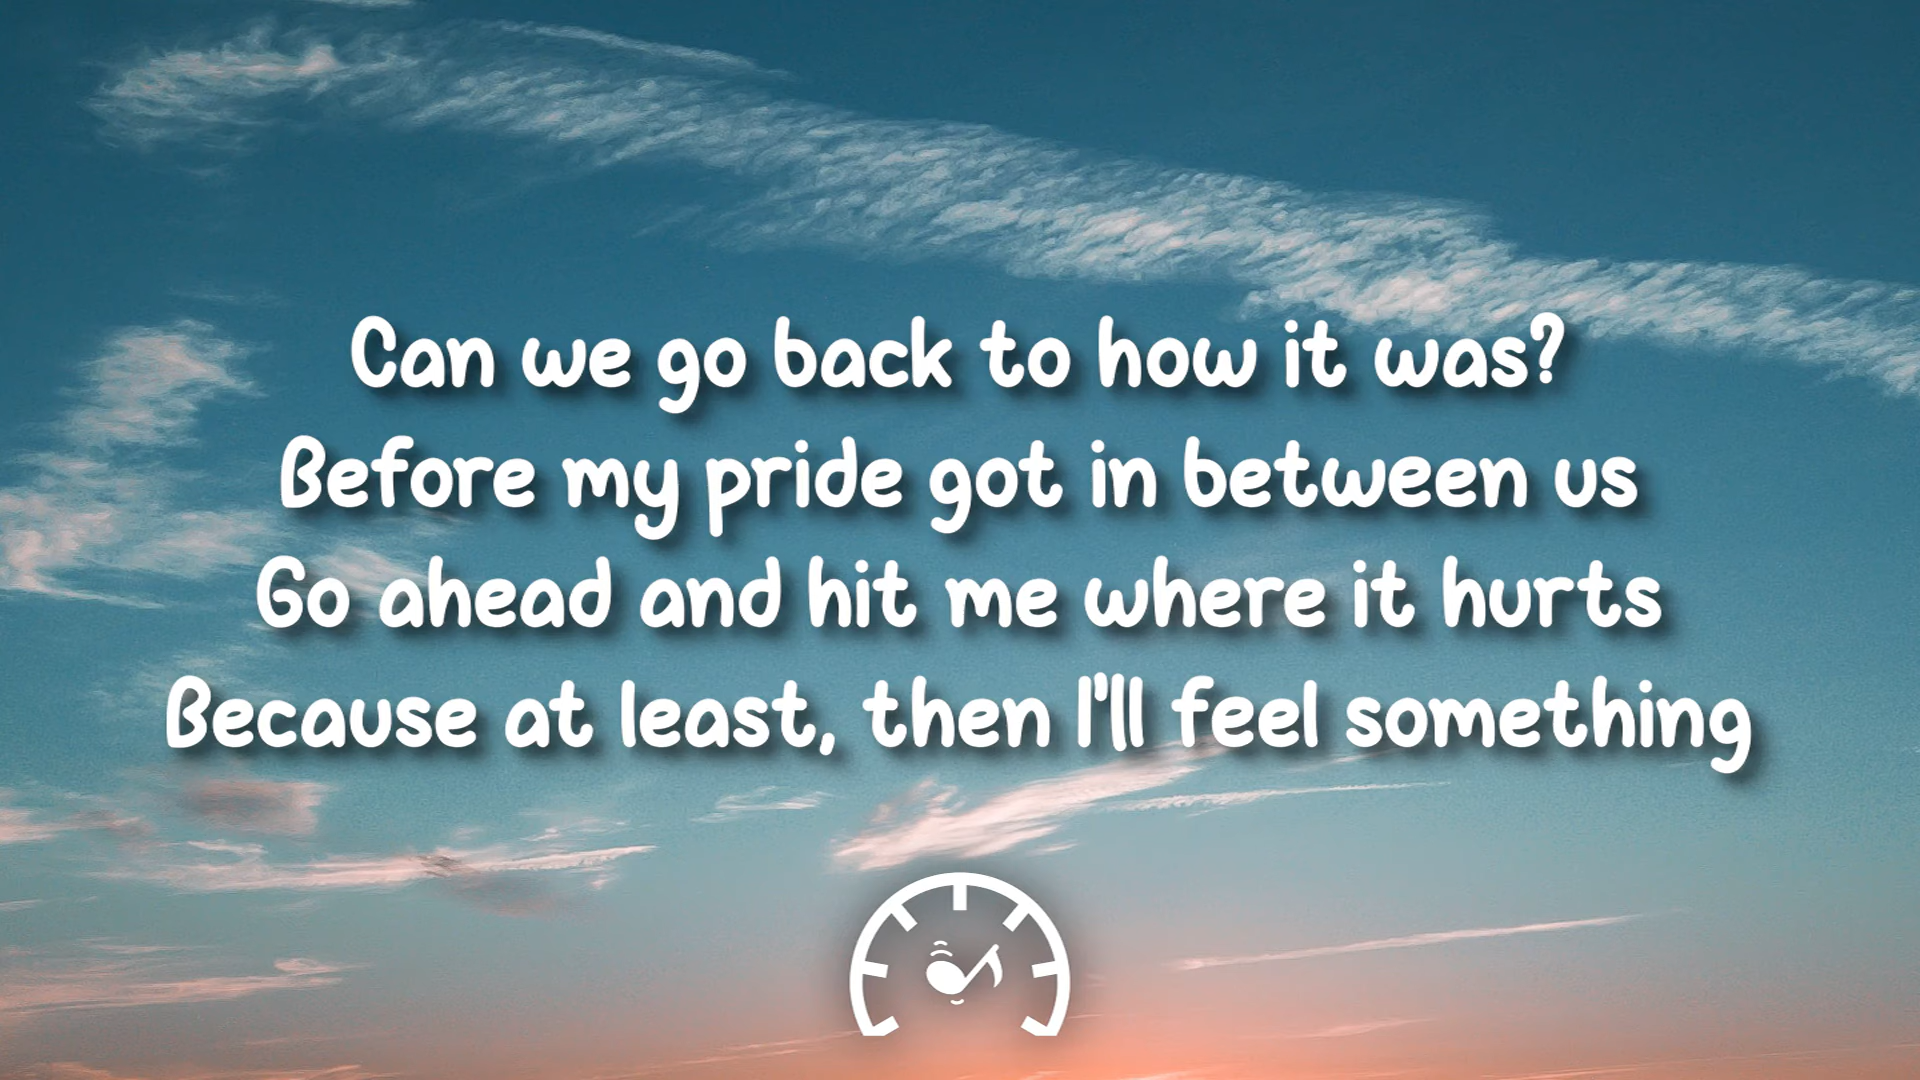 Can we go back to how it was?
Before my pride got in between us
Go ahead and hit me where it hurts
Because at least, then I'll feel something